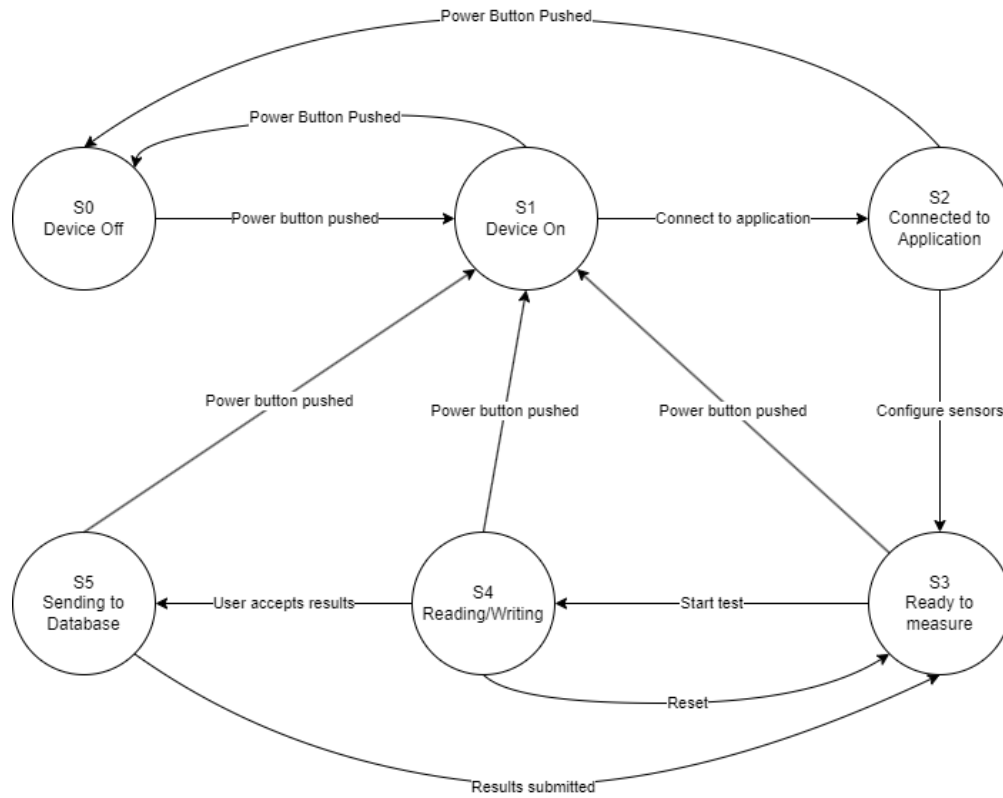 Power Button Pushed
Power Button Pushed
S0
Device Off
Power button pushed
S1
Device On
Connect to application
S2
Connected to
Application
Power button pushed
Power button pushed
Power button pushed
Configure sensors
S5
Sending to
Database
User accepts results
S4
Reading/Writing
Start test
S3
Ready to
measure
Reset
Results submitted